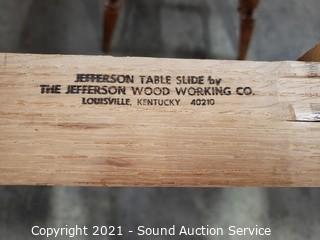 JEFFERSON TABLE SLIDE by
THE JEFFERSON WOOD WORKING CO.
LOUISVILLE, KENTUCKY 40210
Copyright 2021 - Sound Auction Service